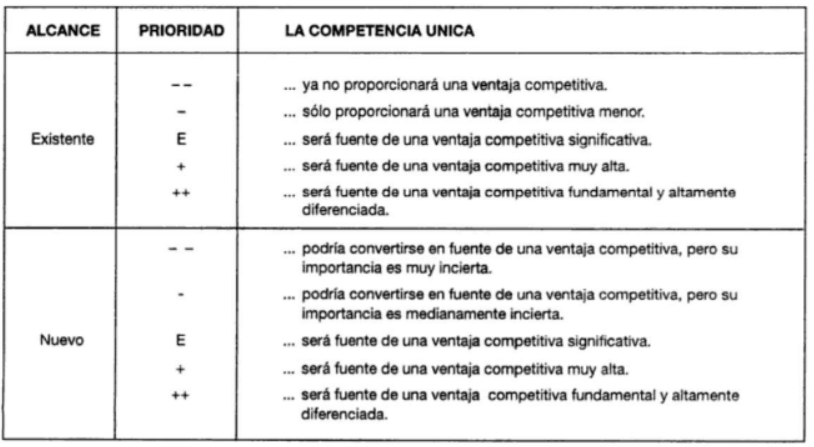 ALCANCE PRIORIDAD LA COMPETENCIA UNICA
-- ... ya no proporcionará una ventaja competitiva.
- ... sólo proporcionará una ventaja competitiva menor.
Existente E ... será fuente de una ventaja competitiva significativa.
+ ... será fuente de una ventaja competitiva muy alta.
++ ... será fuente de una ventaja competitiva fundamental y altamente
diferenciada.
- - ... podría convertirse en fuente de una ventaja competitiva, pero su
importancia es muy incierta.
- ... podría convertirse en fuente de una ventaja competitiva, pero su
importancia es medianamente incierta.
Nuevo E ... será fuente de una ventaja competitiva significativa.
+ ... será fuente de una ventaja competitiva muy alta.
++ ... será fuente de una ventaja competitiva fundamental y altamente
diferenciada.